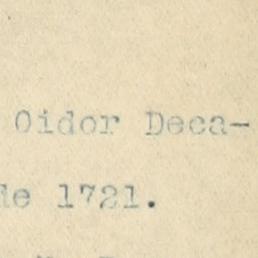 Oidor Deca-
de 1721.